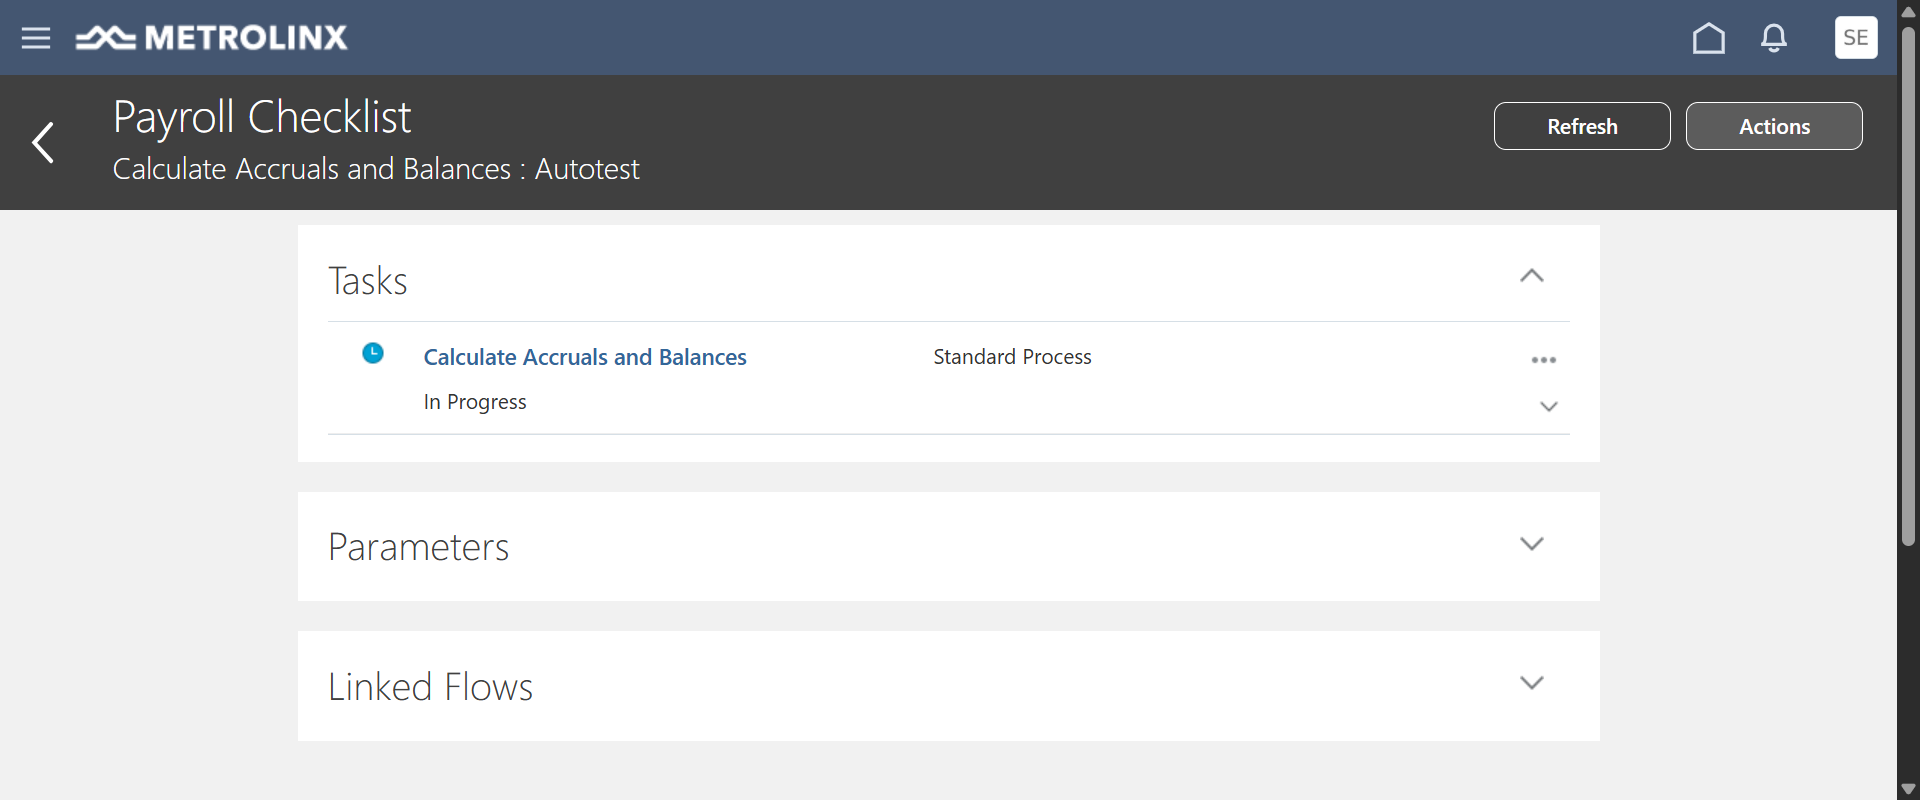 METROLINX
SE
Payroll Checklist
Refresh
Actions
Calculate Accruals and Balances : Autotest
Tasks
Calculate Accruals and Balances
Standard Process
In Progress
Parameters
Linked Flows